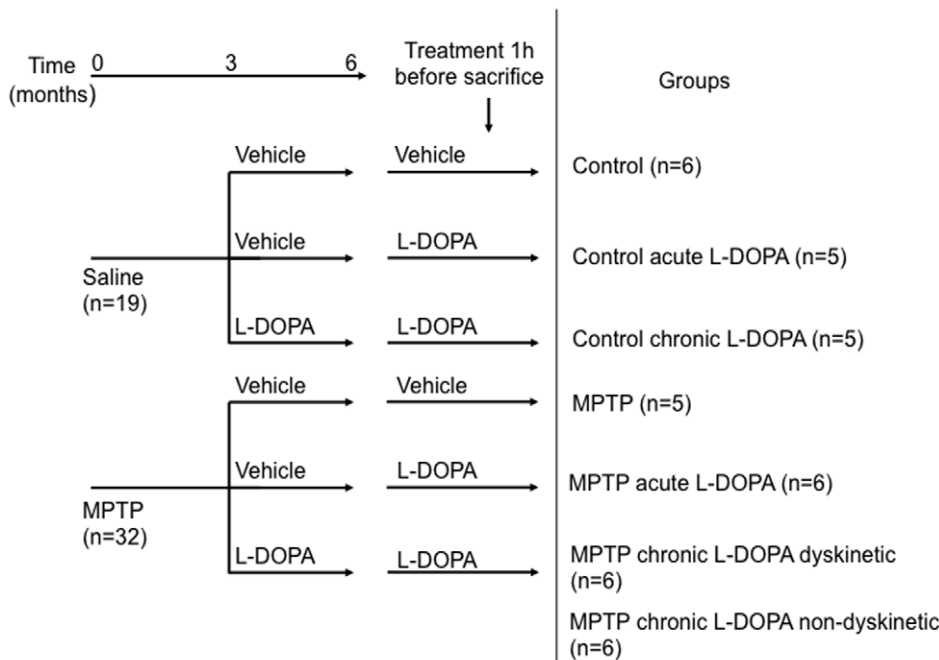 Time
(months)
0
3
6
Treatment 1h
before sacrifice
Groups
Vehicle
Vehicle
Control (n=6)
Vehicle
L-DOPA
Control acute L-DOPA (n=5)
Saline
(n=19)
L-DOPA
L-DOPA
Control chronic L-DOPA (n=5)
Vehicle
Vehicle
MPTP (n=5)
Vehicle
L-DOPA
MPTP acute L-DOPA (n=6)
MPTP
(n=32)
L-DOPA
L-DOPA
MPTP chronic L-DOPA dyskinetic
(n=6)
MPTP chronic L-DOPA non-dyskinetic
(n=6)